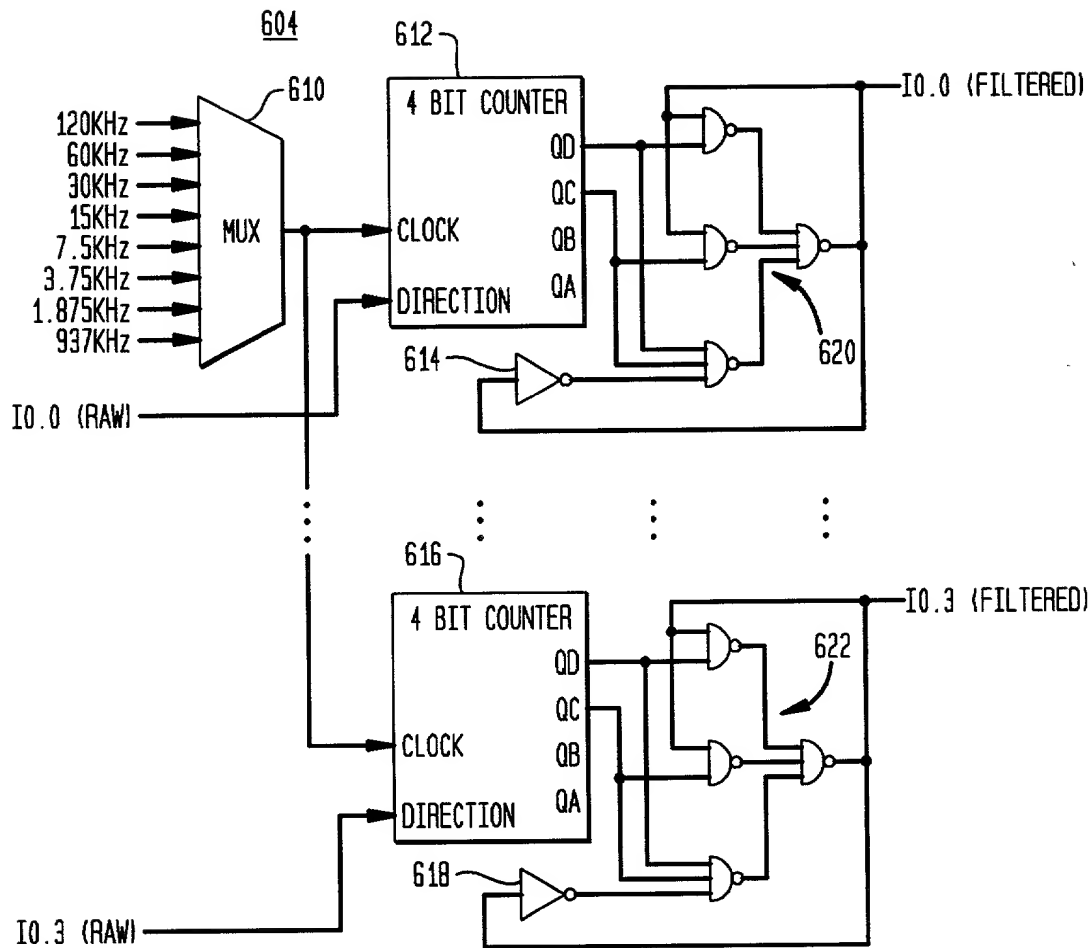 604
612
610
120KHz
60KHz
30KHz
15KHz
7.5KHz
3.75KHz
1.875KHz
937KHz
MUX
4 BIT COUNTER
QD
QC
QB
QA
CLOCK
DIRECTION
I0.0 (FILTERED)
620
614
I0.0 (RAW)
616
4 BIT COUNTER
QD
QC
QB
QA
CLOCK
DIRECTION
I0.3 (FILTERED)
622
618
I0.3 (RAW)